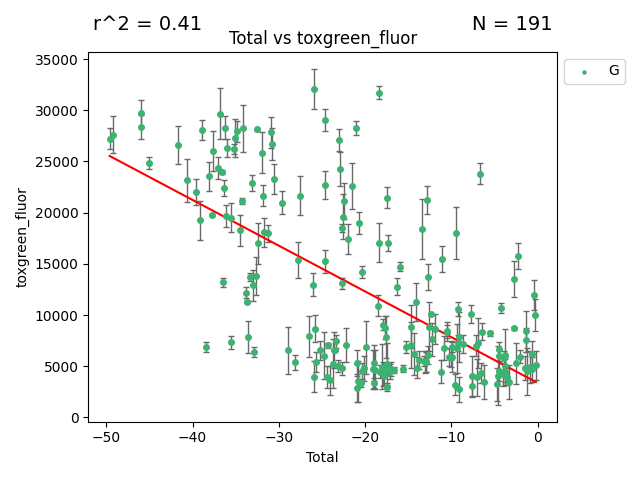 r^2 = 0.41
N = 191
Total vs toxgreen_fluor
35000
30000
25000
20000
15000
10000
5000
0
toxgreen_fluor
−50
−40
−30
−20
−10
0
Total
G